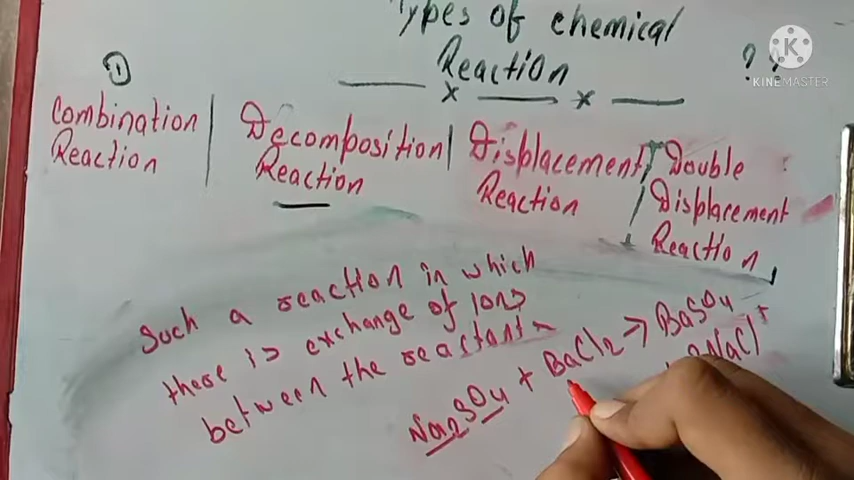 Types of chemical
Reaction
? ?
KINEMASTER
①
Combination
Reaction
Decomposition
Reaction
Displacement
Reaction
Double
Displacement
Reaction
Such a reaction in which
there is exchange of ions
between the reactants
Na2SO4 + BaCl2 → BaSO4
NaCl